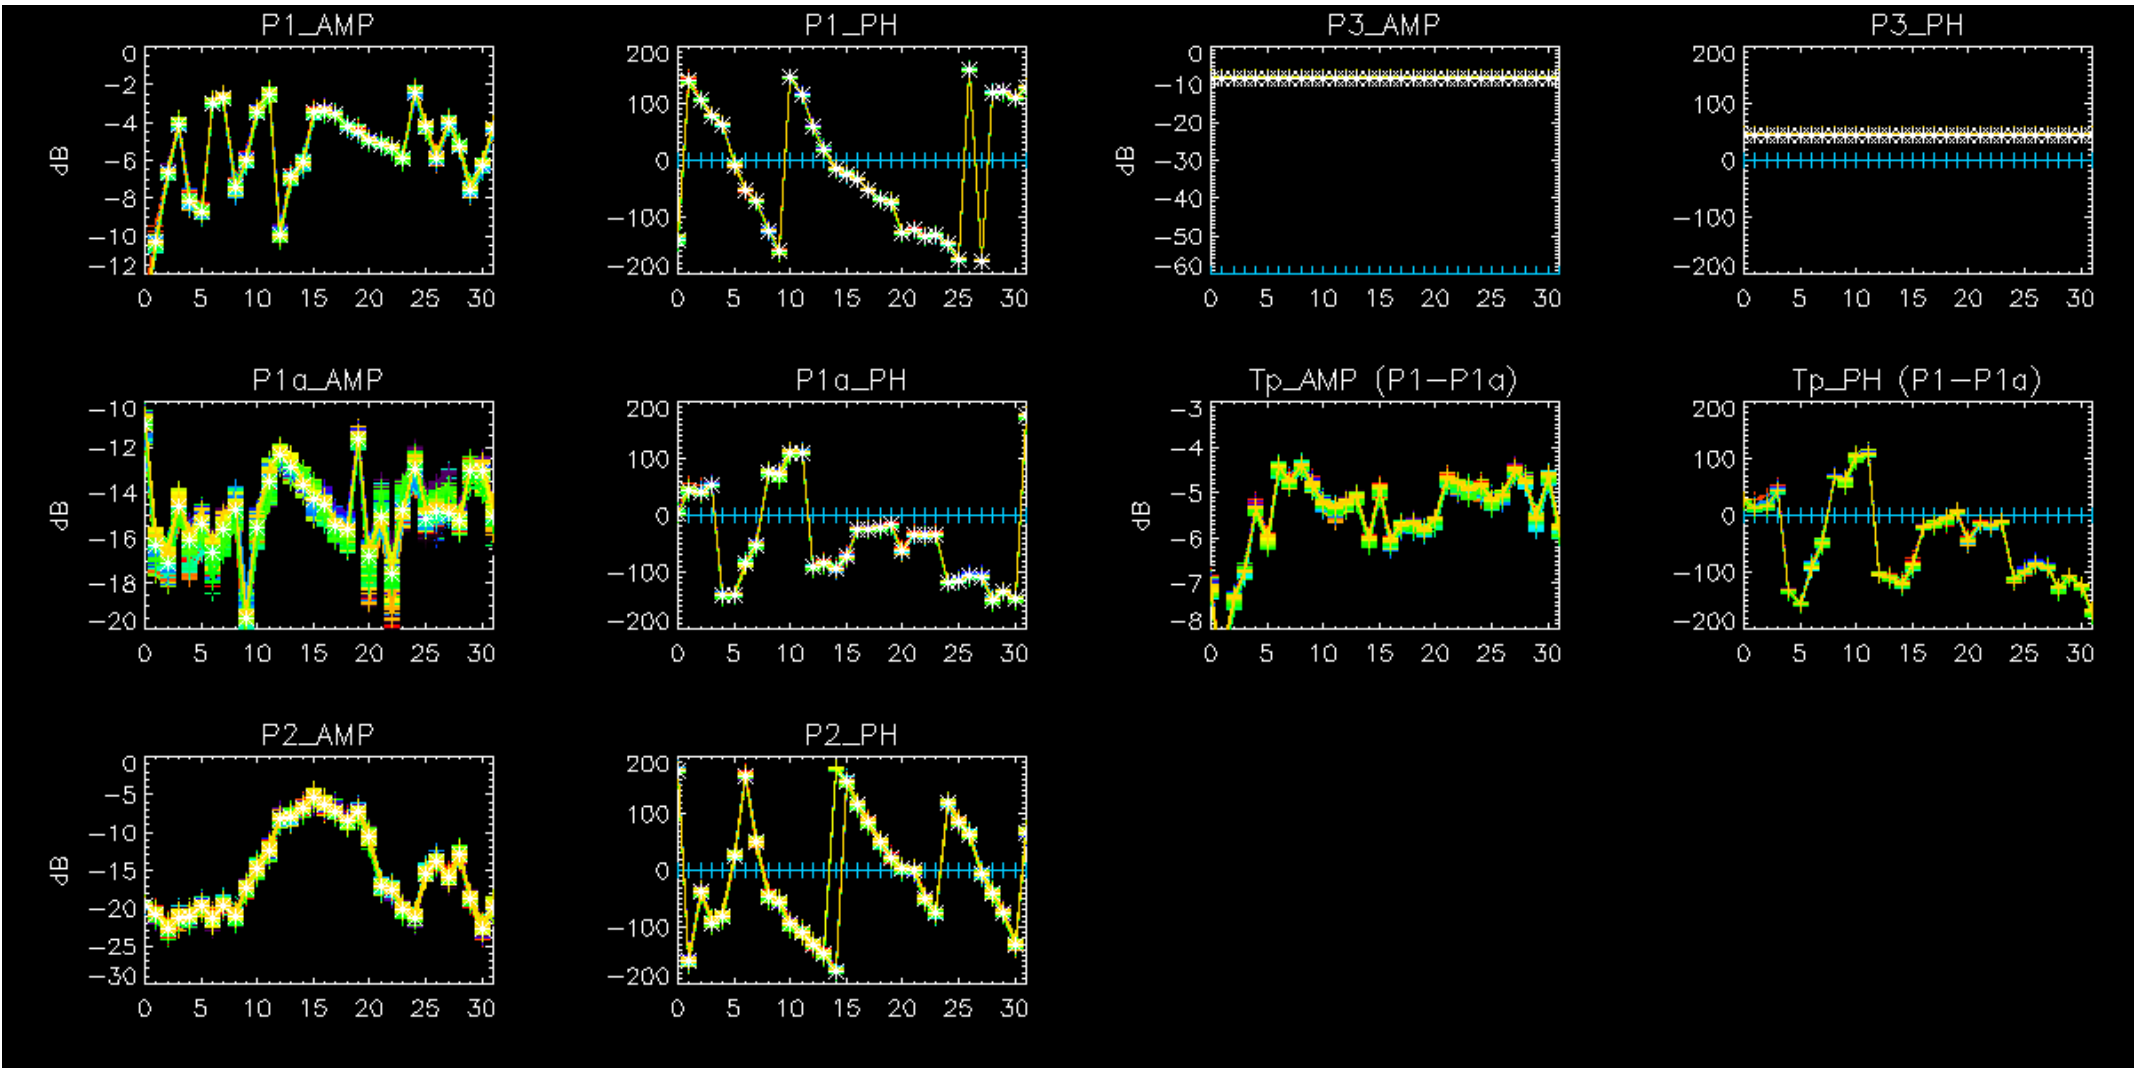 P1_AMP
0
−2
−4
−6
−8
−10
−12
dB
0 5 10 15 20 25 30
P1_PH
200
100
0
−100
−200
0 5 10 15 20 25 30
P3_AMP
0
−10
−20
−30
−40
−50
−60
dB
0 5 10 15 20 25 30
P3_PH
200
100
0
−100
−200
0 5 10 15 20 25 30
P1a_AMP
−10
−12
−14
−16
−18
−20
dB
0 5 10 15 20 25 30
P1a_PH
200
100
0
−100
−200
0 5 10 15 20 25 30
Tp_AMP (P1−P1a)
−3
−4
−5
−6
−7
−8
dB
0 5 10 15 20 25 30
Tp_PH (P1−P1a)
200
100
0
−100
−200
0 5 10 15 20 25 30
P2_AMP
0
−5
−10
−15
−20
−25
−30
dB
0 5 10 15 20 25 30
P2_PH
200
100
0
−100
−200
0 5 10 15 20 25 30